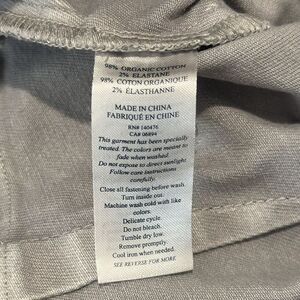 98% ORGANIC COTTON
2% ELASTANE
98% COTON ORGANIQUE
2% ÉLASTHANNE
MADE IN CHINA
FABRIQUÉ EN CHINE
RN# 140476
CA# 06894
This garment has been specially
treated. The colors are meant to
fade when washed.
Do not expose to direct sunlight
Follow care instructions
carefully.
Close all fastening before wash.
Turn inside out.
Machine wash cold with like
colors.
Delicate cycle.
Do not bleach.
Tumble dry low.
Remove promptly.
Cool iron when needed.
SEE REVERSE FOR MORE